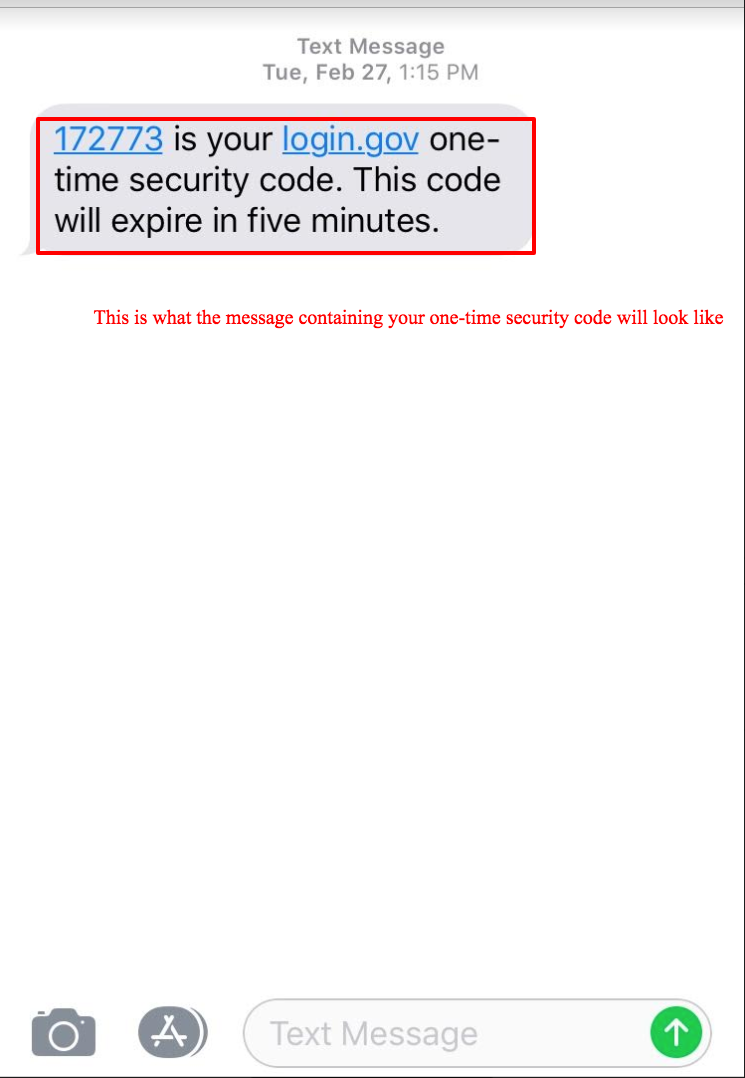 Text Message
Tue, Feb 27, 1:15 PM
172773 is your login.gov one-
time security code. This code
will expire in five minutes.
This is what the message containing your one-time security code will look like
Text Message